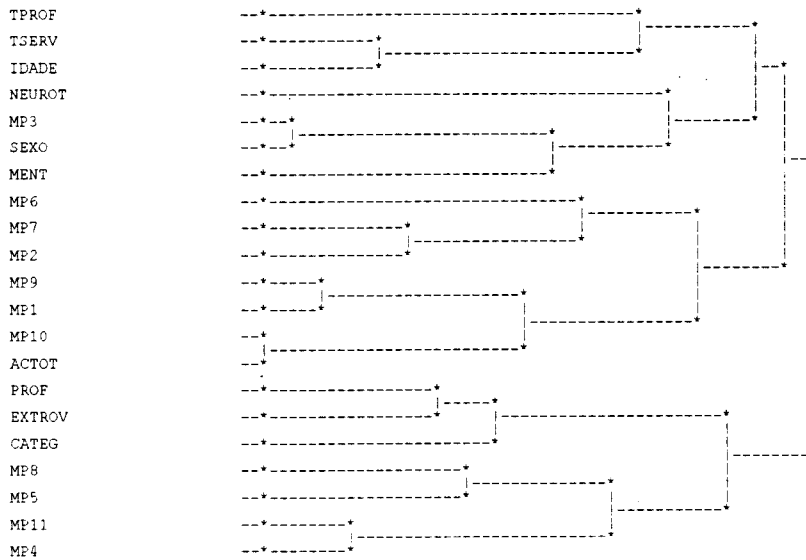 TPROF
TSERV
IDADE
NEUROT
MP3
SEXO
MENT
MP6
MP7
MP2
MP9
MP1
MP10
ACTOT
PROF
EXTROV
CATEG
MP8
MP5
MP11
MP4